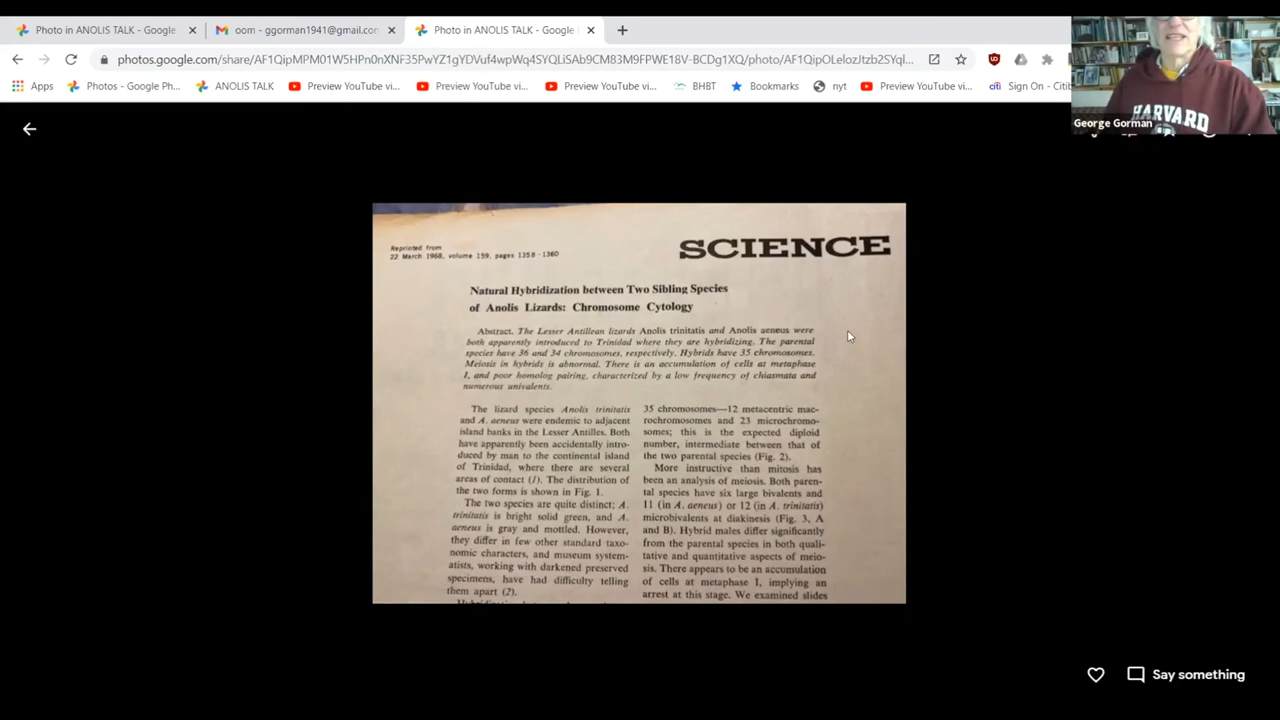 Photo in ANOLIS TALK - Google
oom - ggorman1941@gmail.com
Photo in ANOLIS TALK - Google
photos.google.com/share/AF1QipMPM01W5HPn0nXNF35PwYZ1gYDVuf4wpWq4SYQLiSAb9CM83M9FPWE18V-BCDg1XQ/photo/AF1QipOLelozJtzb2SYql...
Apps
Photos - Google Ph...
ANOLIS TALK
Preview YouTube vi...
Preview YouTube vi...
Preview YouTube vi...
BHBT
Bookmarks
nyt
Preview YouTube vi...
citi Sign On - Citib
HARVARD
George Gorman
Reprinted from
22 March 1968, volume 159, pages 1358-1360
SCIENCE
Natural Hybridization between Two Sibling Species
of Anolis Lizards: Chromosome Cytology
Abstract. The Lesser Antillean lizards Anolis trinitatis and Anolis aeneus were
both apparently introduced to Trinidad where they are hybridizing. The parental
species have 36 and 34 chromosomes, respectively. Hybrids have 35 chromosomes.
Meiosis in hybrids is abnormal. There is an accumulation of cells at metaphase
I, and poor homolog pairing, characterized by a low frequency of chiasmata and
numerous univalents.
The lizard species Anolis trinitatis
and A. aeneus were endemic to adjacent
island banks in the Lesser Antilles. Both
have apparently been accidentally intro-
duced by man to the continental island
of Trinidad, where there are several
areas of contact (1). The distribution of
the two forms is shown in Fig. 1.
The two species are quite distinct; A.
trinitatis is bright solid green, and A.
aeneus is gray and mottled. However,
they differ in few other standard taxo-
nomic characters, and museum system-
atists, working with darkened preserved
specimens, have had difficulty telling
them apart (2).
35 chromosomes—12 metacentric mac-
rochromosomes and 23 microchromo-
somes; this is the expected diploid
number, intermediate between that of
the two parental species (Fig. 2).
More instructive than mitosis has
been an analysis of meiosis. Both paren-
tal species have six large bivalents and
11 (in A. aeneus) or 12 (in A. trinitatis)
microbivalents at diakinesis (Fig. 3, A
and B). Hybrid males differ significantly
from the parental species in both quali-
tative and quantitative aspects of meio-
sis. There appears to be an accumulation
of cells at metaphase I, implying an
arrest at this stage. We examined slides
Say something